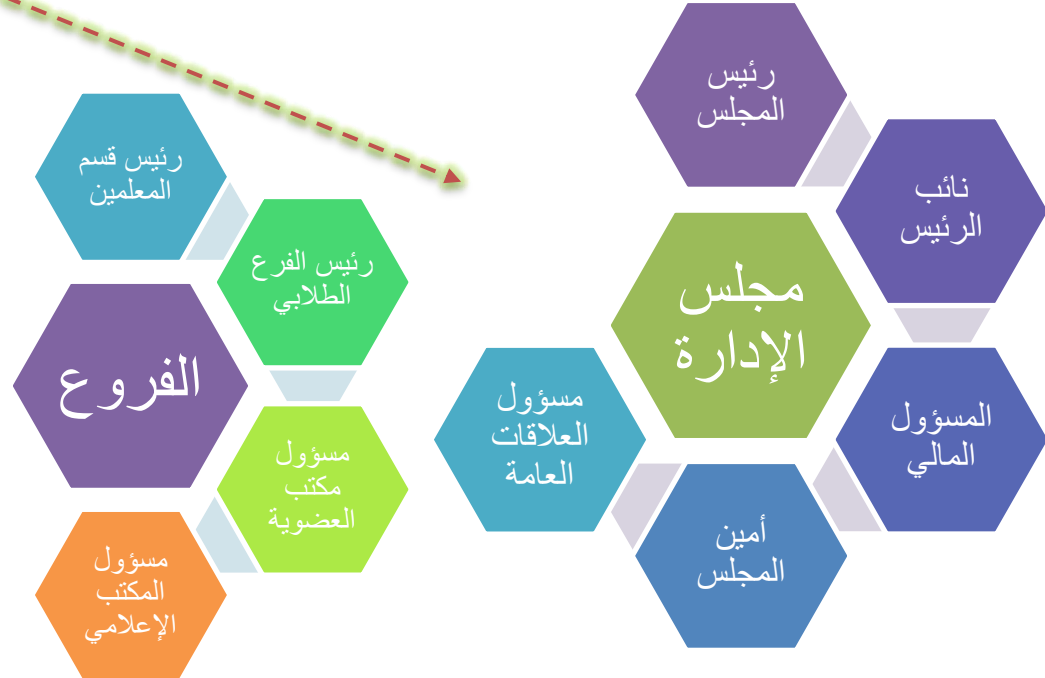 رئيس
المجلس
نائب
الرئيس
مجلس
الإدارة
المسؤول
المالي
أمين
المجلس
مسؤول
العلاقات
العامة
رئيس قسم
المعلمين
رئيس الفرع
الطلابي
الفروع
مسؤول
مكتب
العضوية
مسؤول
المكتب
الإعلامي